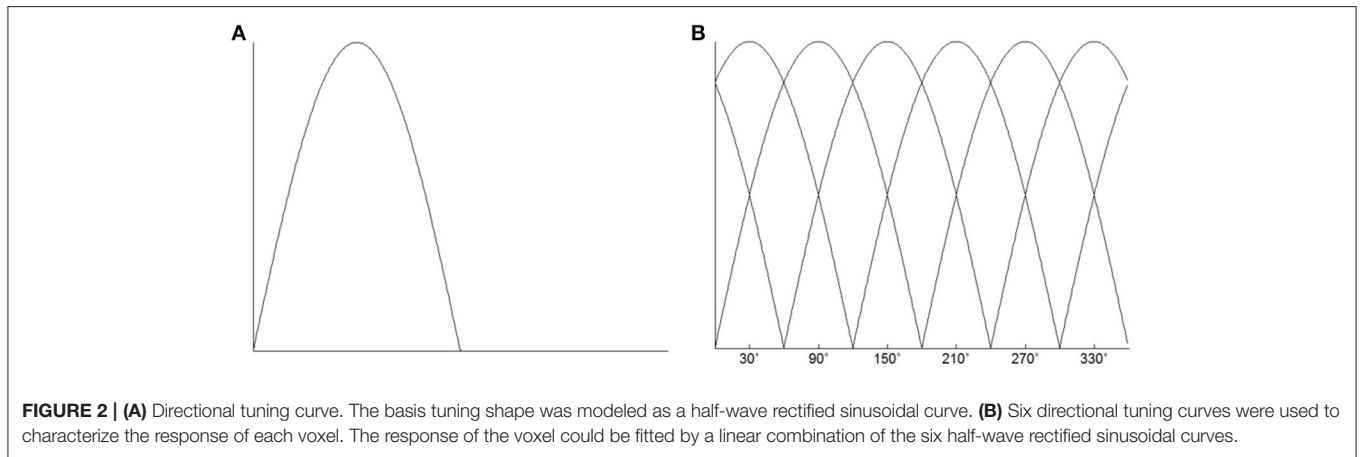 A
B
30° 90° 150° 210° 270° 330°
FIGURE 2 | (A) Directional tuning curve. The basis tuning shape was modeled as a half-wave rectified sinusoidal curve. (B) Six directional tuning curves were used to
characterize the response of each voxel. The response of the voxel could be fitted by a linear combination of the six half-wave rectified sinusoidal curves.